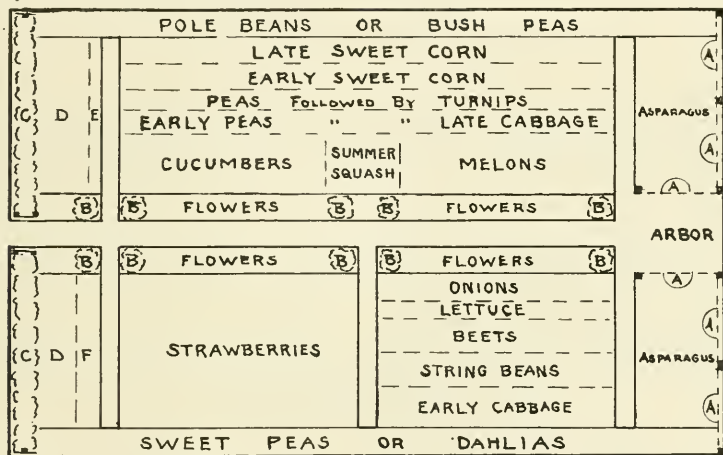 POLE BEANS OR BUSH PEAS
LATE SWEET CORN
EARLY SWEET CORN
PEAS FOLLOWED BY TURNIPS
EARLY PEAS " " LATE CABBAGE
CUCUMBERS
SUMMER
SQUASH
MELONS
C D E
ASPARAGUS
A
A
A
B B FLOWERS B B FLOWERS B
ARBOR
B B FLOWERS B B FLOWERS B
A
ONIONS
LETTUCE
BEETS
STRING BEANS
EARLY CABBAGE
STRAWBERRIES
C D F
ASPARAGUS
A
A
SWEET PEAS OR DAHLIAS